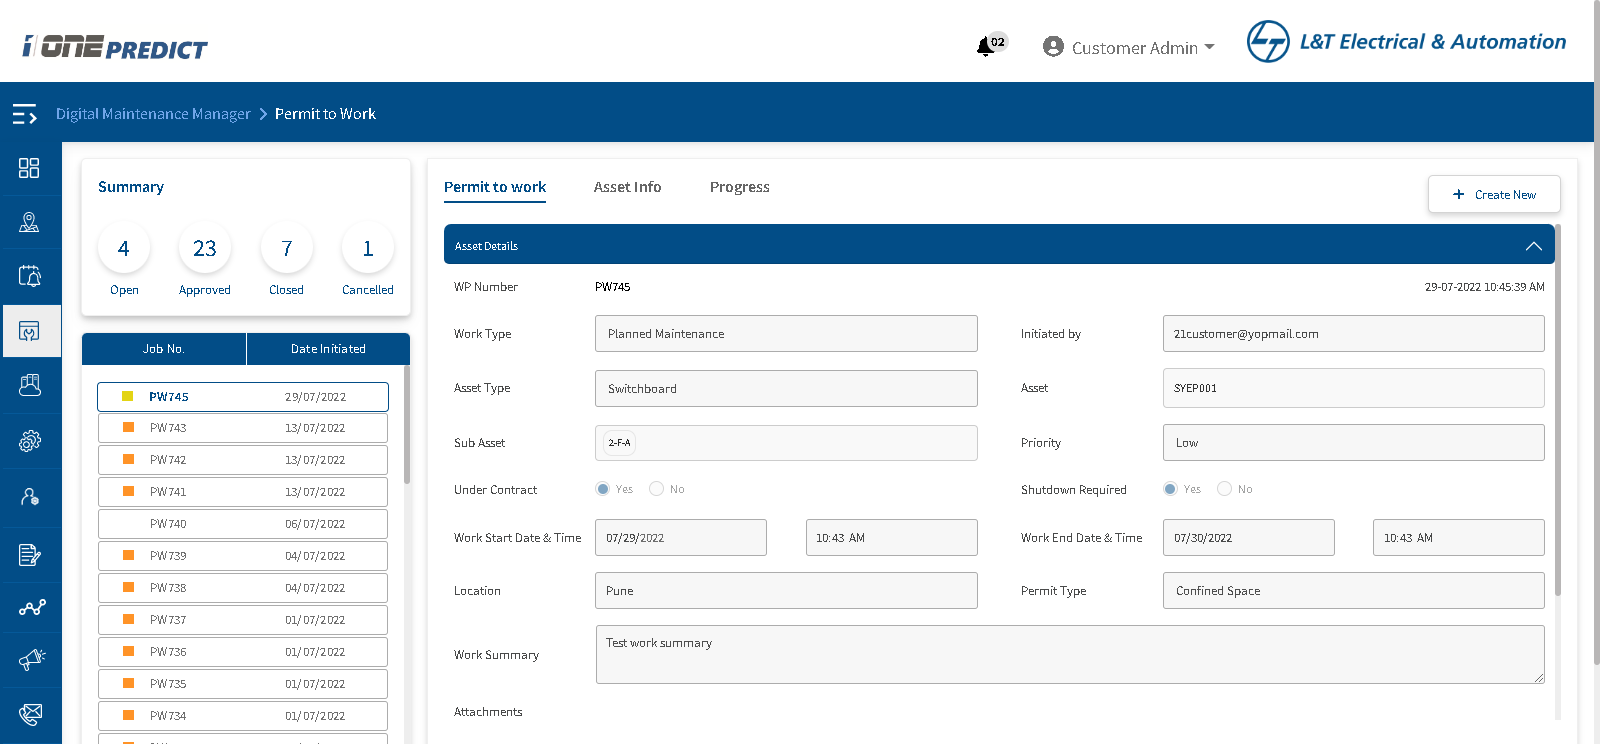 i ONE PREDICT
02
Customer Admin
L&T Electrical & Automation
Digital Maintenance Manager > Permit to Work
Summary
4 23 7 1
Open Approved Closed Cancelled
Job No. Date Initiated
PW745 29/07/2022
PW743 13/07/2022
PW742 13/07/2022
PW741 13/07/2022
PW740 06/07/2022
PW739 04/07/2022
PW738 04/07/2022
PW737 01/07/2022
PW736 01/07/2022
PW735 01/07/2022
PW734 01/07/2022
Permit to work Asset Info Progress
+ Create New
Asset Details
WP Number PW745 29-07-2022 10:45:39 AM
Work Type Planned Maintenance Initiated by 21customer@yopmail.com
Asset Type Switchboard Asset SYEP001
Sub Asset 2-F-A Priority Low
Under Contract Yes No Shutdown Required Yes No
Work Start Date & Time 07/29/2022 10:43 AM Work End Date & Time 07/30/2022 10:43 AM
Location Pune Permit Type Confined Space
Work Summary Test work summary
Attachments